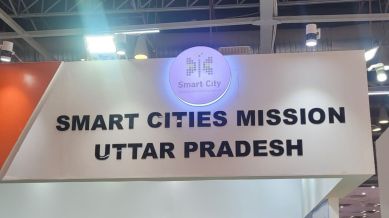 Smart City
SMART CITIES MISSION
UTTAR PRADESH